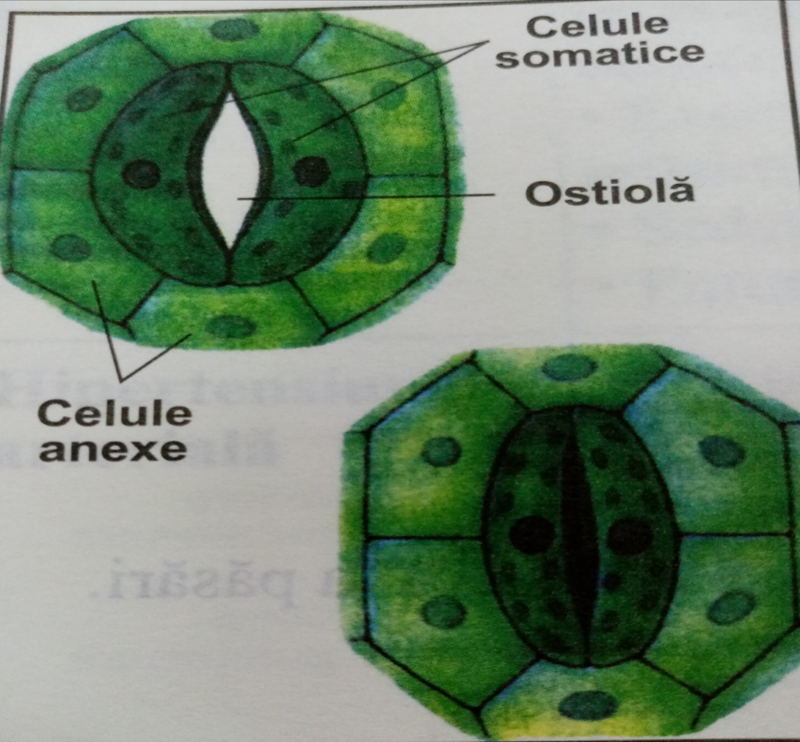 Celule
somatice
Ostiolă
Celule
anexe